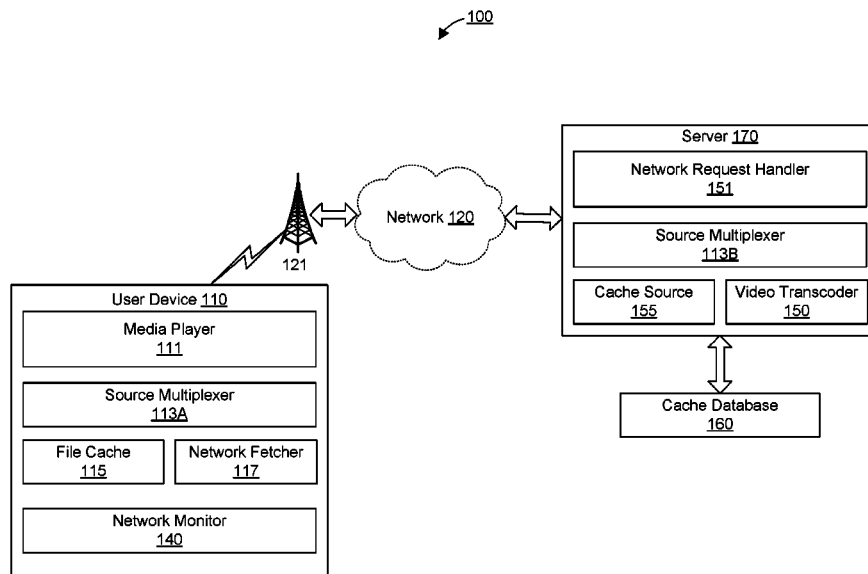 100
Server 170
Network Request Handler
151
Network 120
Source Multiplexer
113B
121
Cache Source
155
Video Transcoder
150
User Device 110
Media Player
111
Source Multiplexer
113A
Cache Database
160
File Cache
115
Network Fetcher
117
Network Monitor
140